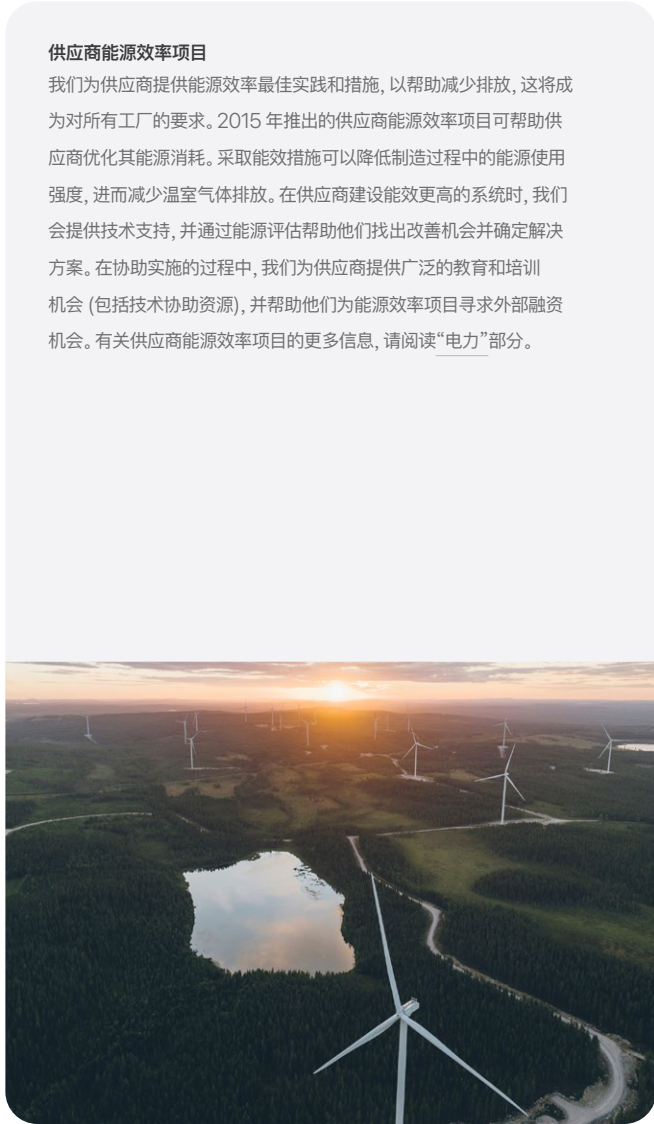 供应商能源效率项目
我们为供应商提供能源效率最佳实践和措施, 以帮助减少排放, 这将成
为对所有工厂的要求。2015 年推出的供应商能源效率项目可帮助供
应商优化其能源消耗。采取能效措施可以降低制造过程中的能源使用
强度, 进而减少温室气体排放。在供应商建设能效更高的系统时, 我们
会提供技术支持, 并通过能源评估帮助他们找出改善机会并确定解决
方案。在协助实施的过程中, 我们为供应商提供广泛的教育和培训
机会 (包括技术协助资源), 并帮助他们为能源效率项目寻求外部融资
机会。有关供应商能源效率项目的更多信息, 请阅读“电力”部分。